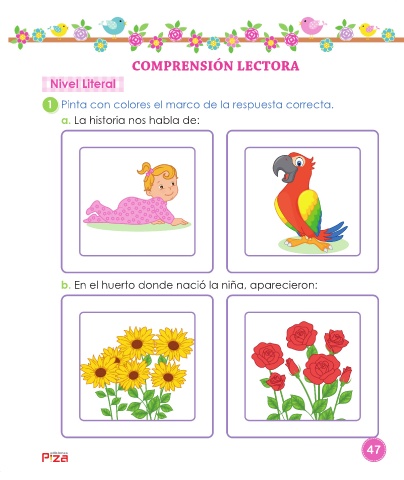 COMPRENSIÓN LECTORA
Nivel Literal
1 Pinta con colores el marco de la respuesta correcta.
a. La historia nos habla de:
b. En el huerto donde nació la niña, aparecieron:
Piza
47